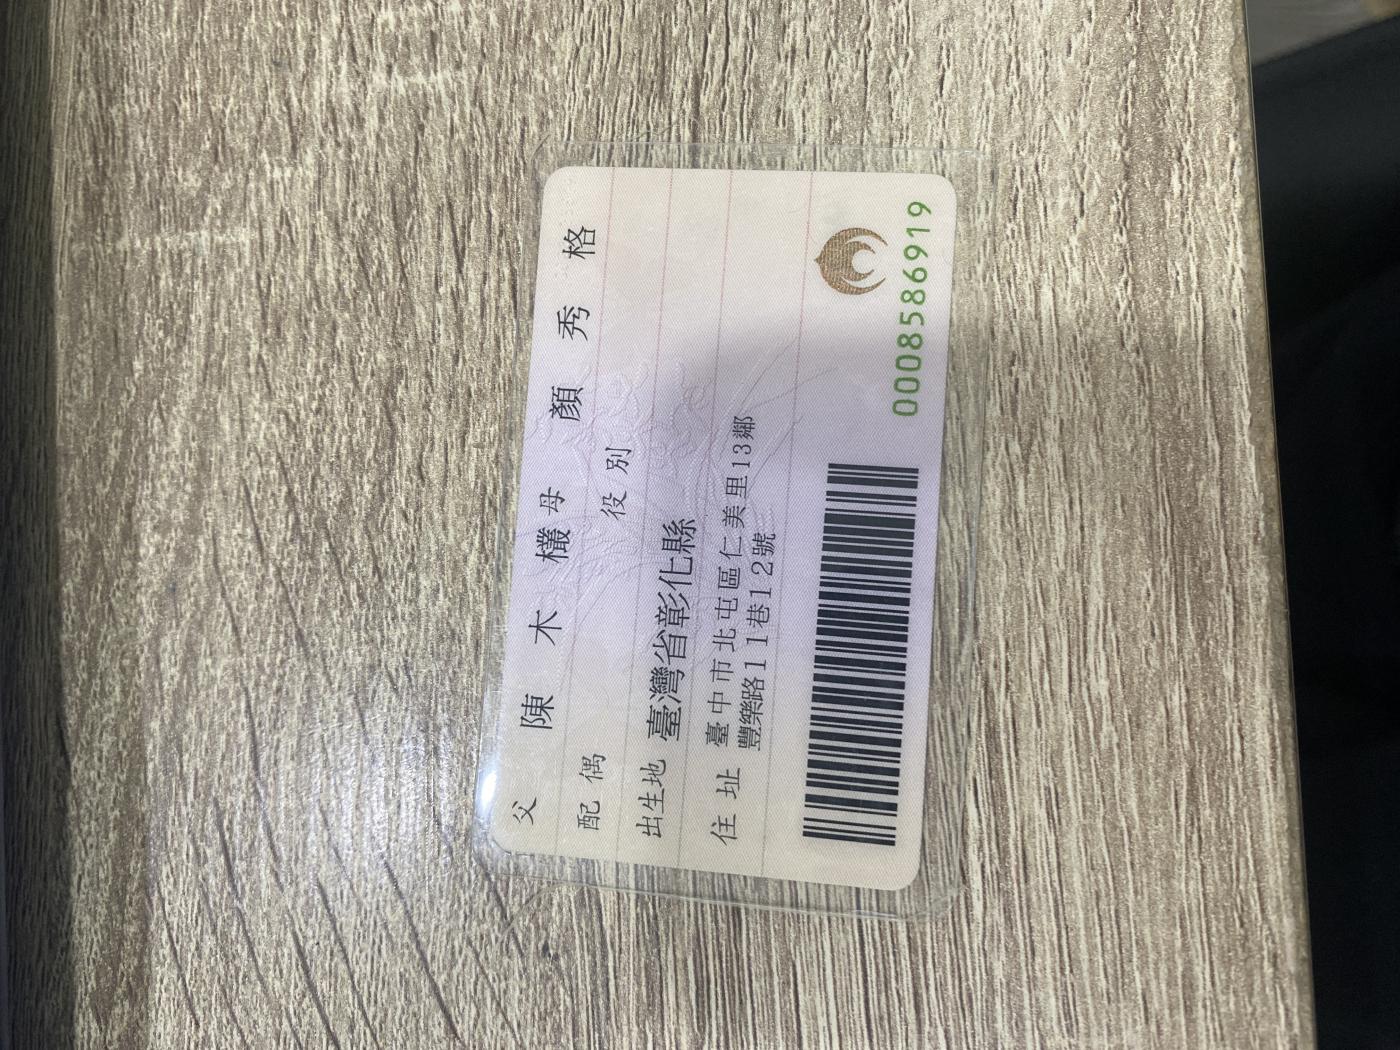 父 陳木欉 母 顏秀格
配偶 役別
出生地 臺灣省彰化縣
住址 臺中市北屯區仁美里13鄰
豐樂路11巷12號
0008586919